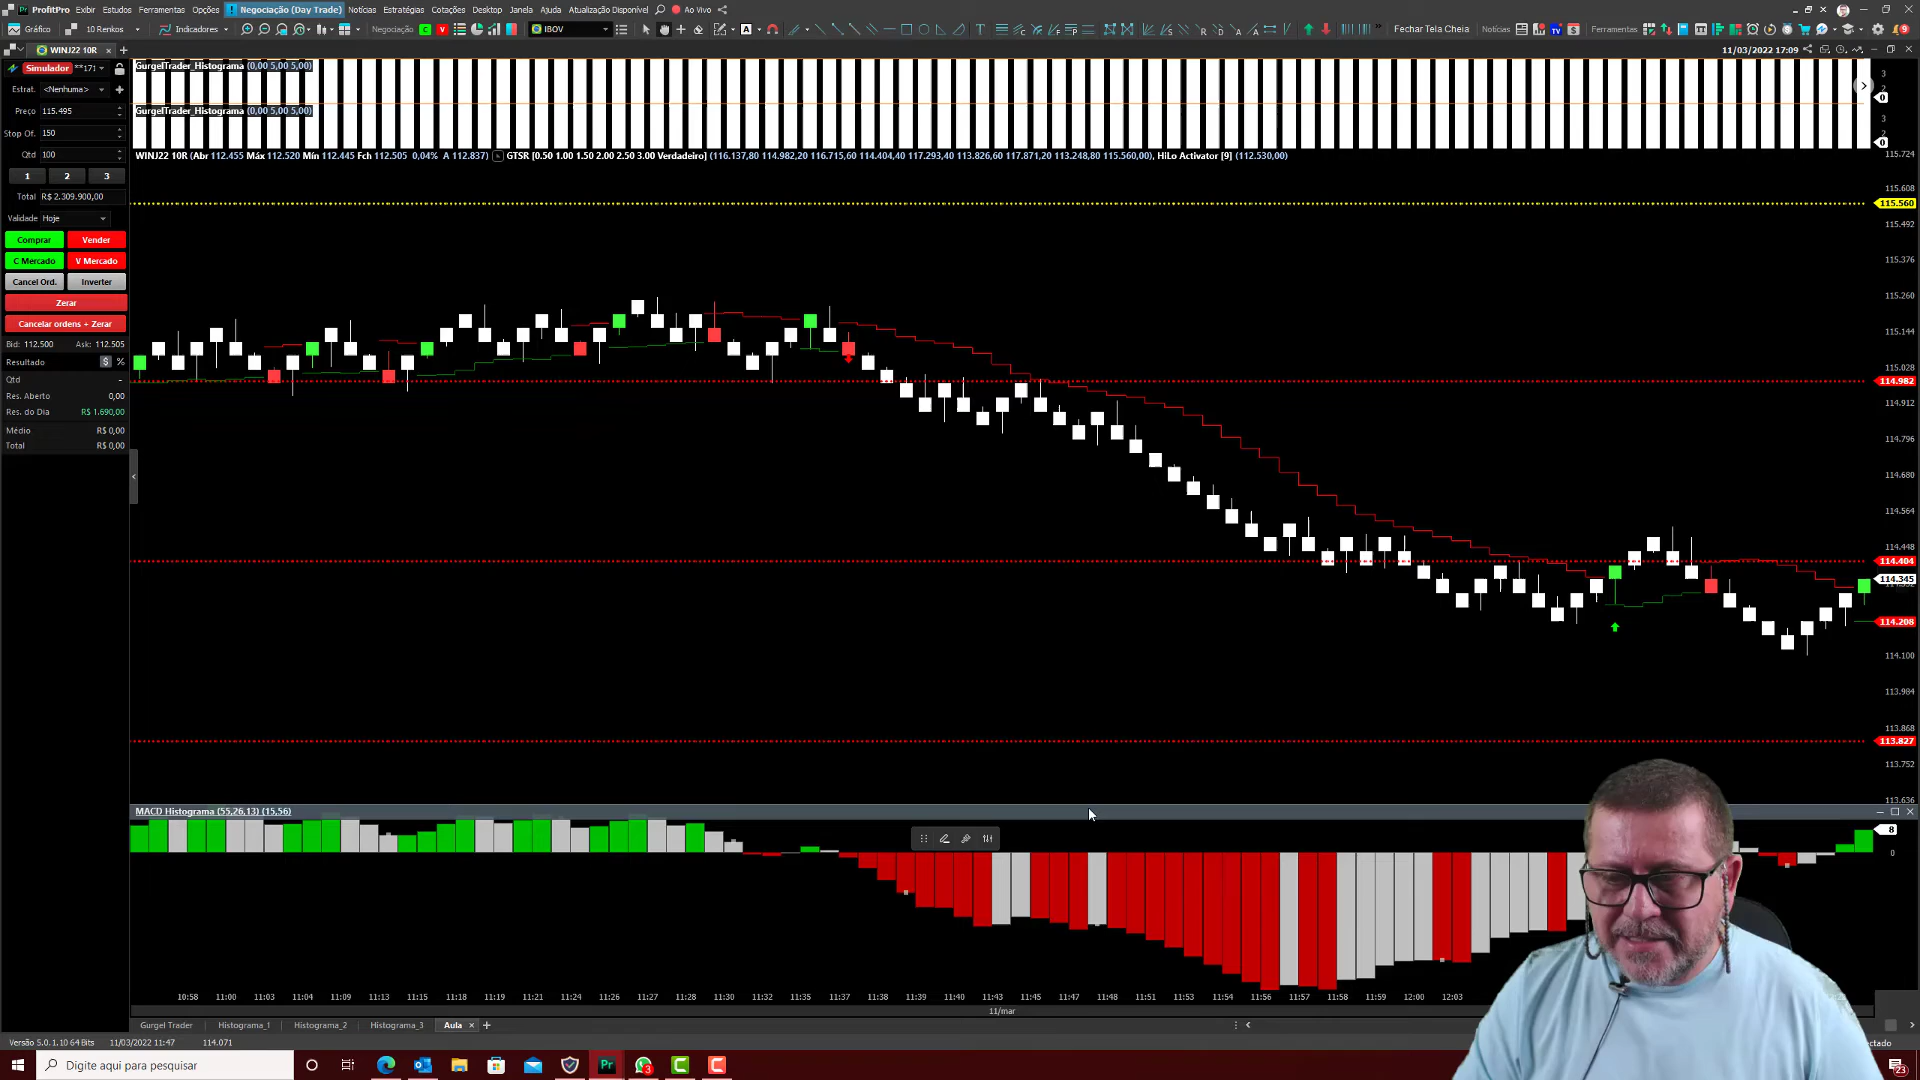 ProfitPro Exibir Estudos Ferramentas Opções ! Negociação (Day Trade) Notícias Estratégias Cotações Desktop Janela Ajuda Atualização Disponível Ao Vivo
Gráfico 10 Renkos Indicadores Negociação C V IBOV Fechar Tela Cheia Notícias TV Ferramentas
WINJ22 10R × +
11/03/2022 17:09
Simulador
Estrat. <Nenhuma>
Preço 115.495
Stop Of. 150
Qtd 100
1 2 3
Total R$ 2.309.900,00
Validade Hoje
Comprar Vender
C Mercado V Mercado
Cancel Ord. Inverter
Zerar
Cancelar ordens + Zerar
Bid: 112.500 Ask: 112.505
Resultado $ %
Qtd -
Res. Aberto 0,00
Res. do Dia R$ 1.690,00
Médio R$ 0,00
Total R$ 0,00
GurgelTrader_Histograma (0,00 5,00 5,00)
GurgelTrader_Histograma (0,00 5,00 5,00)
3
2
0
3
2
0
WINJ22 10R (Abr 112.455 Máx 112.520 Mín 112.445 Fch 112.505 0,04% A 112.837) GTSR [0.50 1.00 1.50 2.00 2.50 3.00 Verdadeiro] (116.137,80 114.982,20 116.715,60 114.404,40 117.293,40 113.826,60 117.871,20 113.248,80 115.560,00), HiLo Activator [9] (112.530,00)
115.724
115.608
115.560
115.492
115.376
115.260
115.144
115.028
114.982
114.912
114.796
114.680
114.564
114.448
114.404
114.345
114.208
114.100
113.984
113.868
113.827
113.752
113.636
MACD Histograma (55,26,13) (15,56)
8
0
10:58 11:00 11:03 11:04 11:09 11:13 11:15 11:18 11:19 11:21 11:24 11:26 11:27 11:28 11:30 11:32 11:35 11:38 11:39 11:40 11:43 11:45 11:47 11:48 11:51 11:53 11:54 11:56 11:57 11:58 11:59 12:00 12:03
11/mar
Gurgel Trader Histograma_1 Histograma_2 Histograma_3 Aula × +
Versão 5.0.1.10 64 Bits 11/03/2022 11:47 114.071
Digite aqui para pesquisar
Pr
3
23